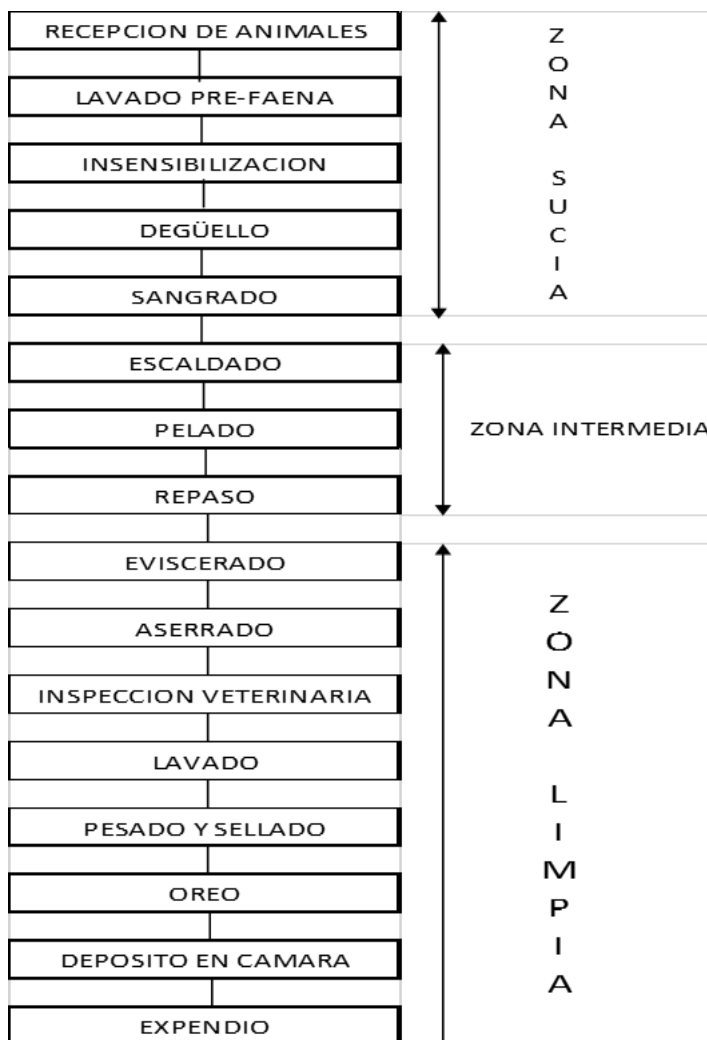 RECEPCION DE ANIMALES
LAVADO PRE-FAENA
INSENSIBILIZACION
DEGÜELLO
SANGRADO
ZONA SUCIA
ESCALDADO
PELADO
REPASO
ZONA INTERMEDIA
EVISCERADO
ASERRADO
INSPECCION VETERINARIA
LAVADO
PESADO Y SELLADO
OREO
DEPOSITO EN CAMARA
EXPENDIO
ZONA LIMPIA